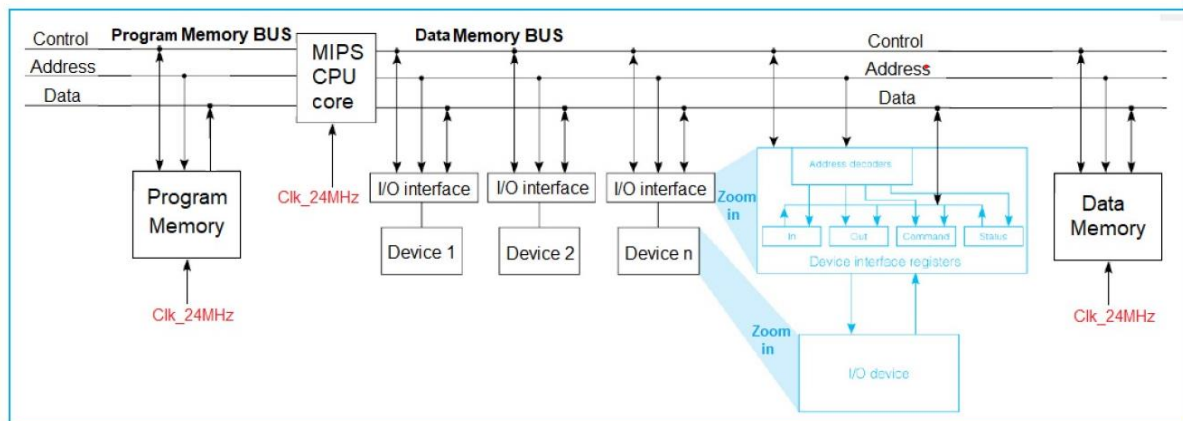 Program Memory BUS
Data Memory BUS
Control
Address
Data
MIPS
CPU
core
Control
Address
Data
Clk_24MHz
Program
Memory
Clk_24MHz
I/O interface
I/O interface
I/O interface
Device 1
Device 2
Device n
Zoom
in
Address decoders
In
Out
Command
Status
Device interface registers
Zoom
in
I/O device
Data
Memory
Clk_24MHz